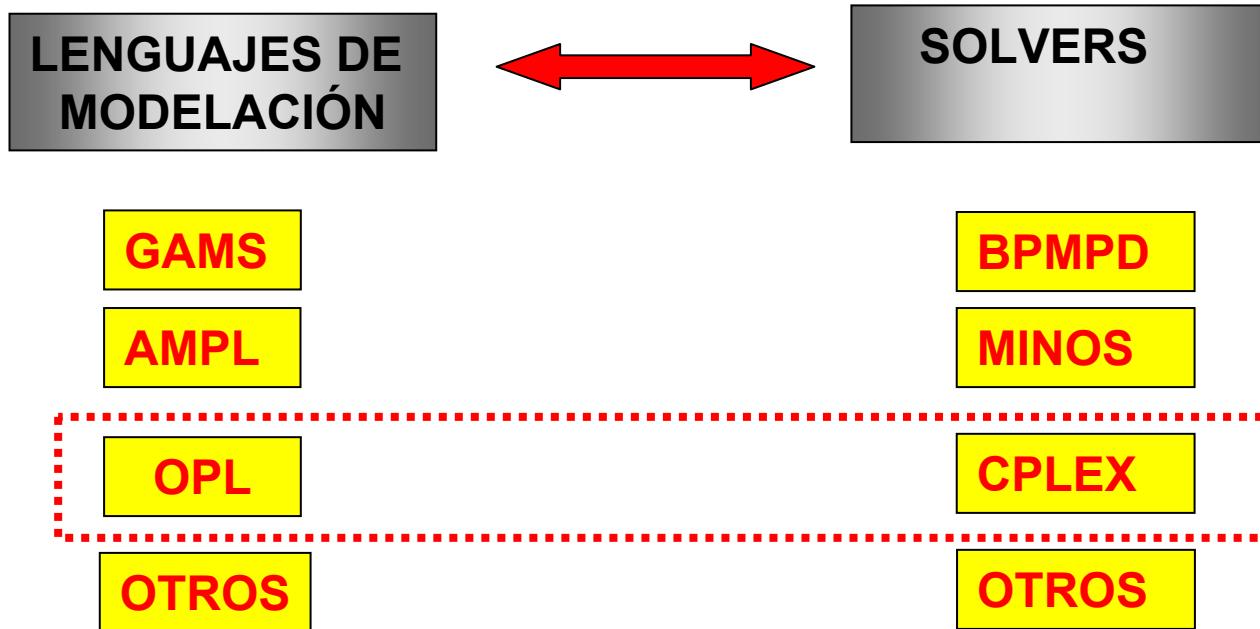 LENGUAJES DE
MODELACIÓN
SOLVERS
GAMS
BPMPD
AMPL
MINOS
OPL
CPLEX
OTROS
OTROS